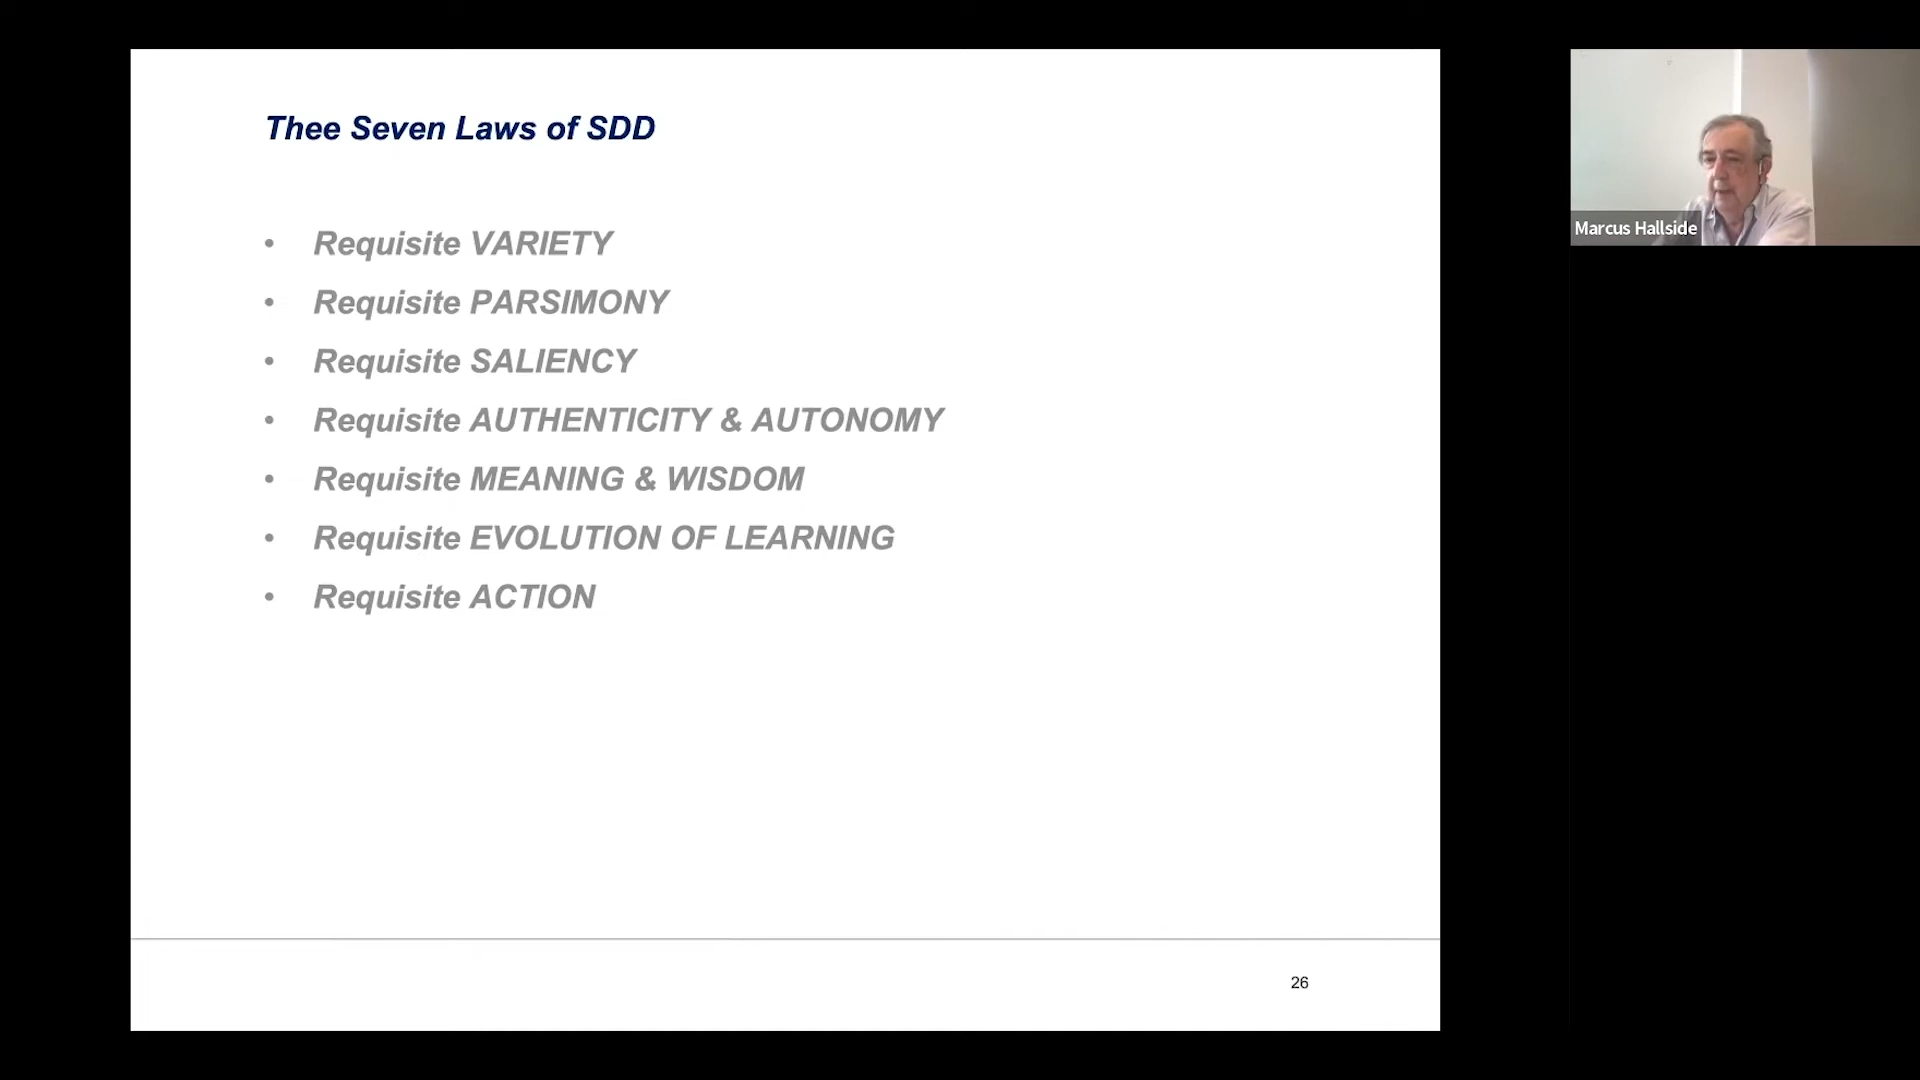 Thee Seven Laws of SDD
• Requisite VARIETY
• Requisite PARSIMONY
• Requisite SALIENCY
• Requisite AUTHENTICITY & AUTONOMY
• Requisite MEANING & WISDOM
• Requisite EVOLUTION OF LEARNING
• Requisite ACTION
26
Marcus Hallside